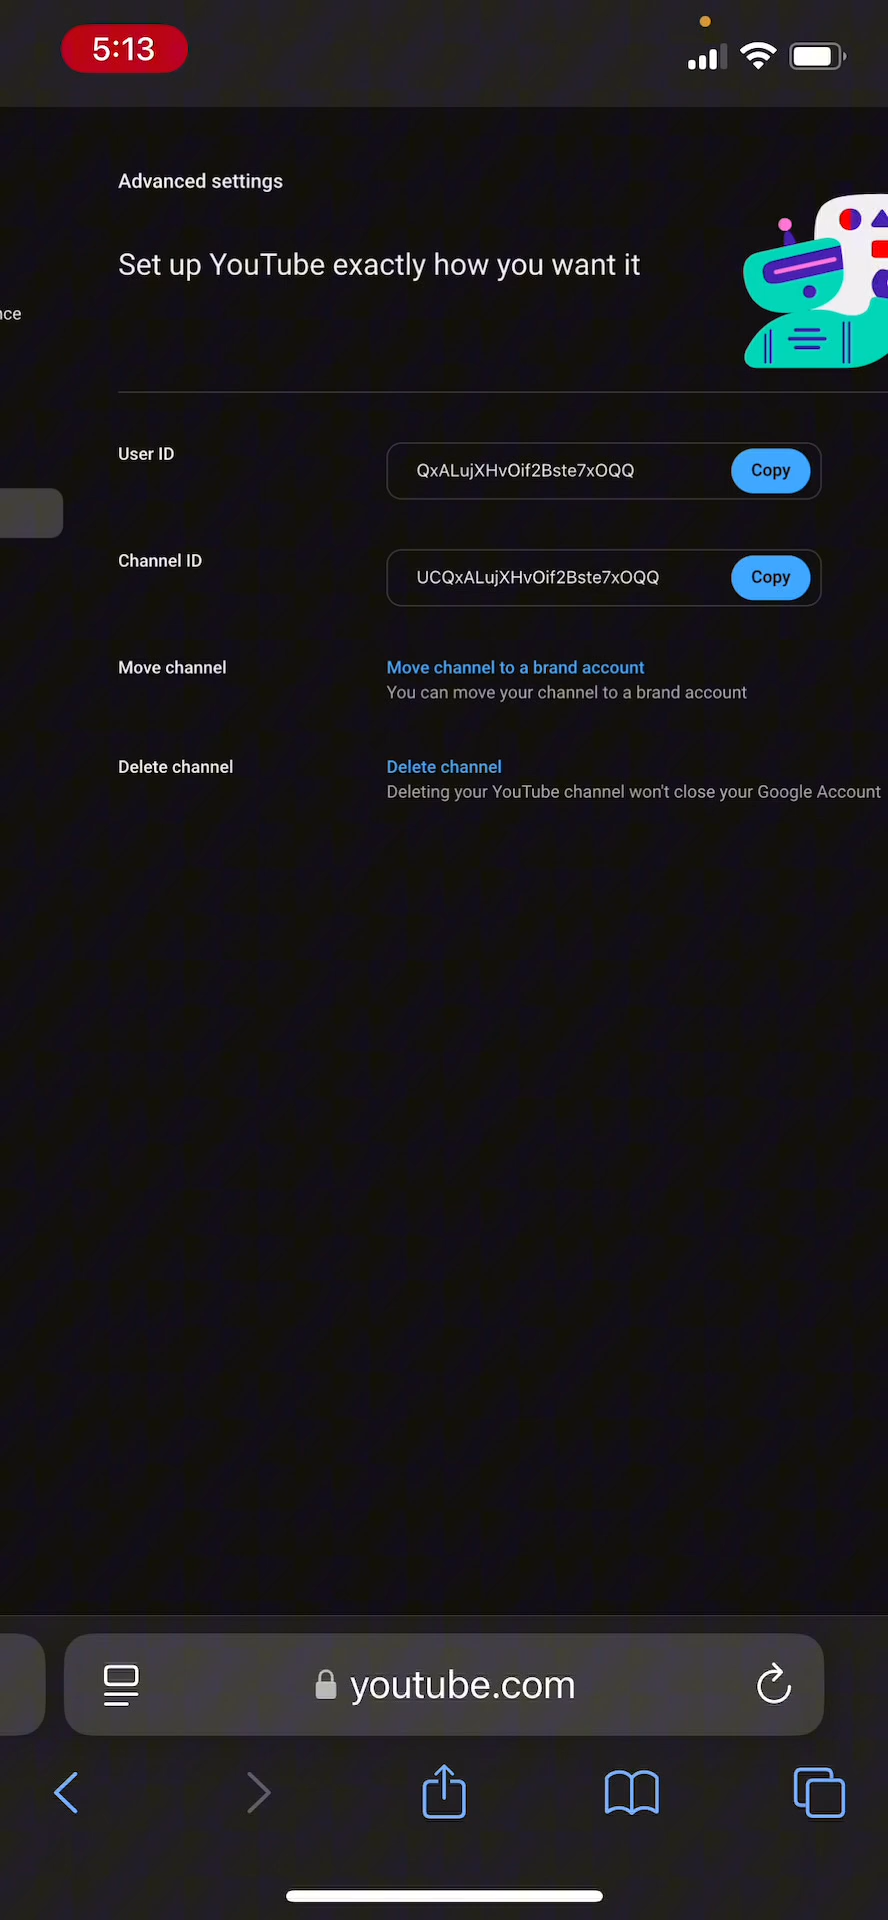 5:13
Advanced settings
Set up YouTube exactly how you want it
nce
User ID
QxALujXHvOif2Bste7xOQQ
Copy
Channel ID
UCQxALujXHvOif2Bste7xOQQ
Copy
Move channel
Move channel to a brand account
You can move your channel to a brand account
Delete channel
Delete channel
Deleting your YouTube channel won't close your Google Account
youtube.com